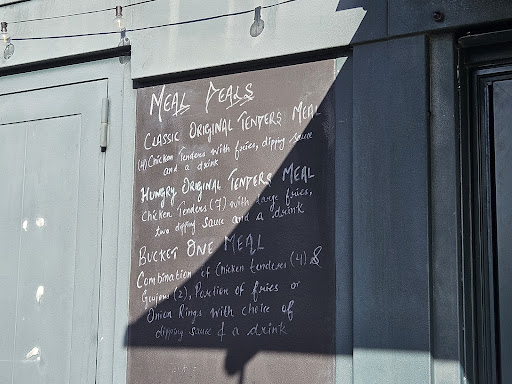 MEAL DEALS
CLASSIC ORIGINAL TENDERS MEAL
(4) Chicken Tenders with fries, dipping sauce
and a drink
HUNGRY ORIGINAL TENDERS MEAL
Chicken Tenders (7) with large fries,
two dipping sauce and a drink
BUCKET ONE MEAL
Combination of Chicken tenders (4) &
Goujons (2), Portion of fries or
Onion Rings with choice of
dipping sauce & a drink